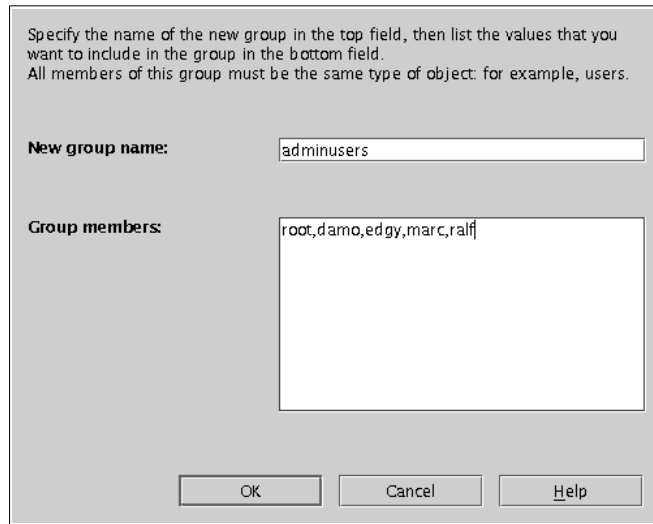 Specify the name of the new group in the top field, then list the values that you
want to include in the group in the bottom field.
All members of this group must be the same type of object: for example, users.
New group name:
adminusers
Group members:
root,damo,edgy,marc,ralf
OK
Cancel
Help